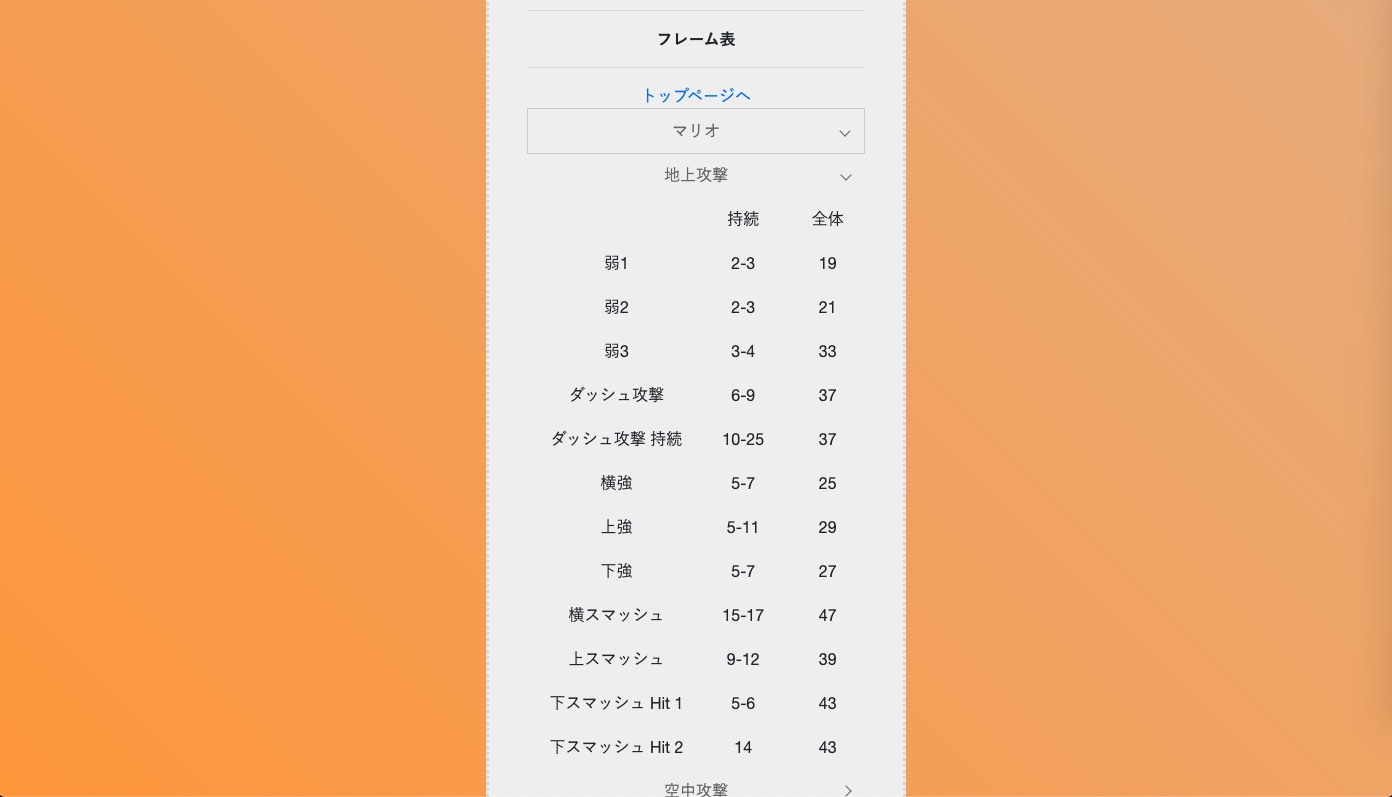 フレーム表
トップページへ
マリオ
地上攻撃
持続 全体
弱1 2-3 19
弱2 2-3 21
弱3 3-4 33
ダッシュ攻撃 6-9 37
ダッシュ攻撃 持続 10-25 37
横強 5-7 25
上強 5-11 29
下強 5-7 27
横スマッシュ 15-17 47
上スマッシュ 9-12 39
下スマッシュ Hit 1 5-6 43
下スマッシュ Hit 2 14 43
空中攻撃